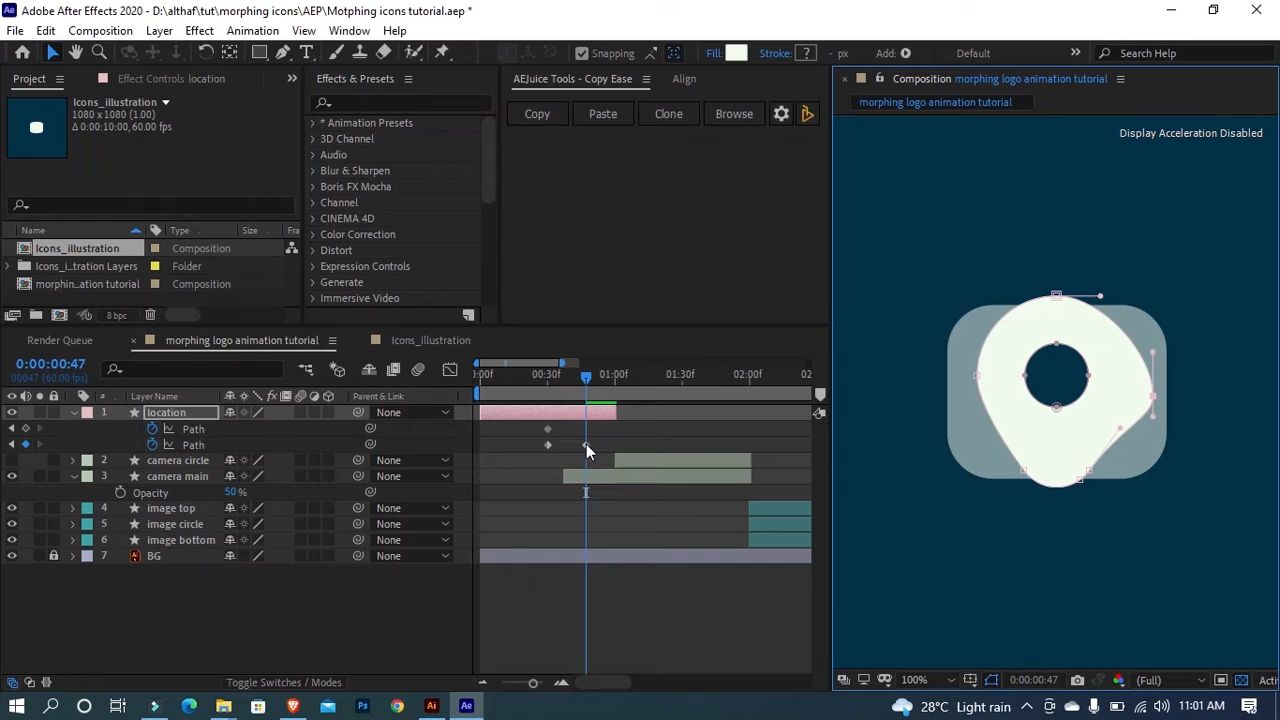 Adobe After Effects 2020 - D:\althaf\tut\morphing icons\AEP\Motphing icons tutorial.aep *
File Edit Composition Layer Effect Animation View Window Help
Snapping Fill: Stroke: ? - px Add: Default Search Help
Project Effect Controls location Effects & Presets AEJuice Tools - Copy Ease Align Composition morphing logo animation tutorial
Icons_illustration
1080 x 1080 (1.00)
Δ 0:00:10:00, 60.00 fps
Copy Paste Clone Browse
morphing logo animation tutorial
Display Acceleration Disabled
* Animation Presets
3D Channel
Audio
Blur & Sharpen
Boris FX Mocha
Channel
CINEMA 4D
Color Correction
Distort
Expression Controls
Generate
Immersive Video
Name Type Size Fra
Icons_illustration Composition
Icons_i...tration Layers Folder
morphin...ation tutorial Composition
8 bpc
Render Queue morphing logo animation tutorial Icons_illustration
0:00:00:47
00047 (60.00 fps)
:00f 00:30f 01:00f 01:30f 02:00f 02
# Layer Name Parent & Link
1 location None
Path
Path
2 camera circle None
3 camera main None
Opacity 50 %
4 image top None
5 image circle None
6 image bottom None
7 BG None
Toggle Switches / Modes
100% 0:00:00:47 (Full) Acti
28°C Light rain 11:01 AM